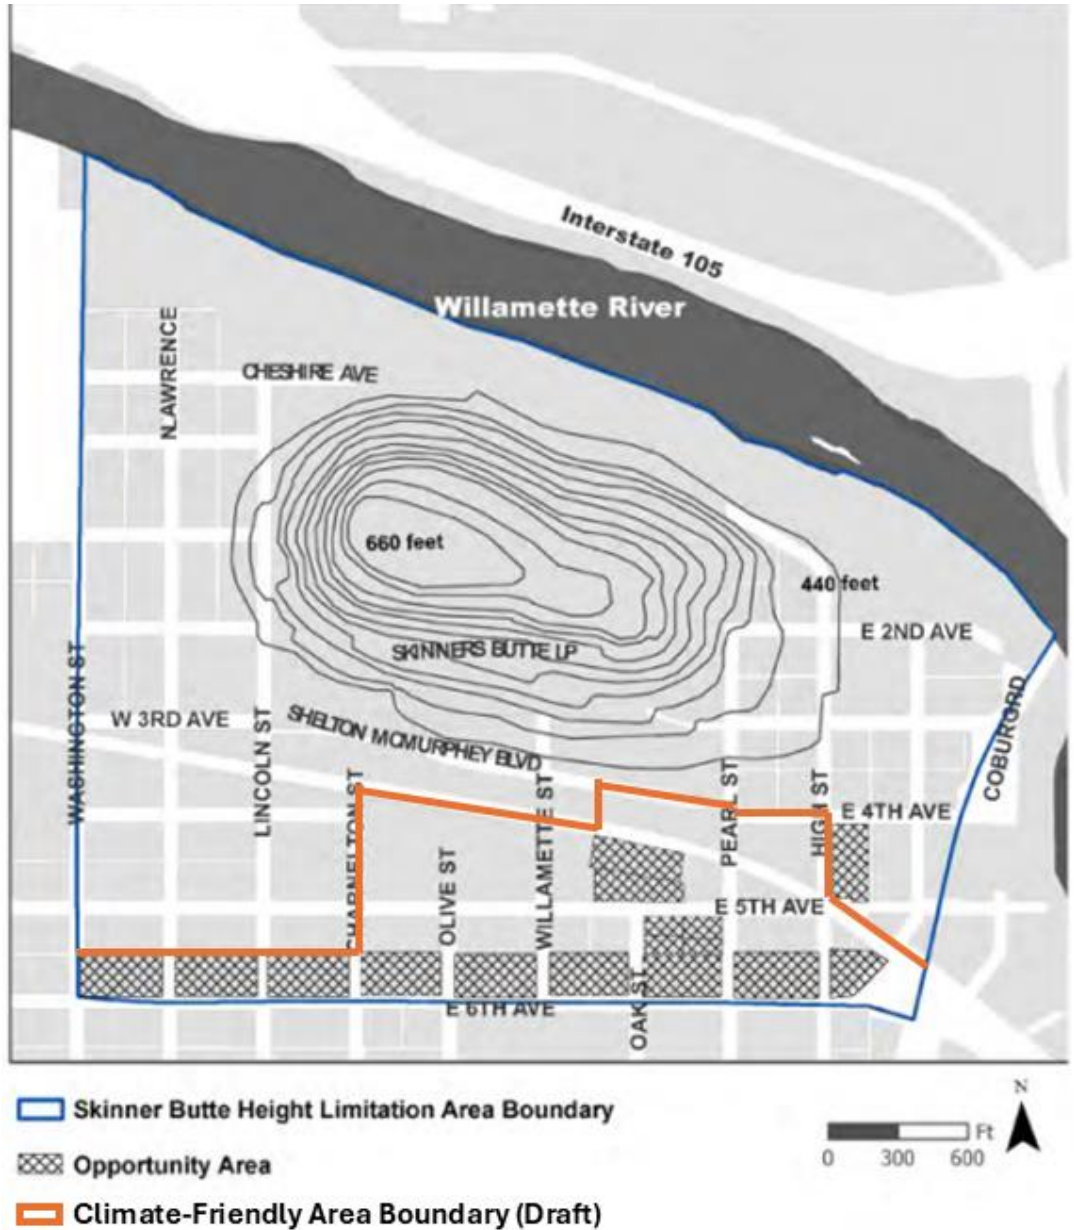 Interstate 105
Willamette River
N LAWRENCE
CHESHIRE AVE
660 feet
440 feet
E 2ND AVE
SKINNERS BUTTE LP
WASHINGTON ST
W 3RD AVE
LINCOLN ST
SHELTON MCMURPHEY BLVD
COBURG RD
CHARNELTON ST
OLIVE ST
WILLAMETTE ST
PEARL ST
HIGH ST
E 4TH AVE
E 5TH AVE
OAK ST
E 6TH AVE
Skinner Butte Height Limitation Area Boundary
Opportunity Area
Climate-Friendly Area Boundary (Draft)
N
Ft
0 300 600